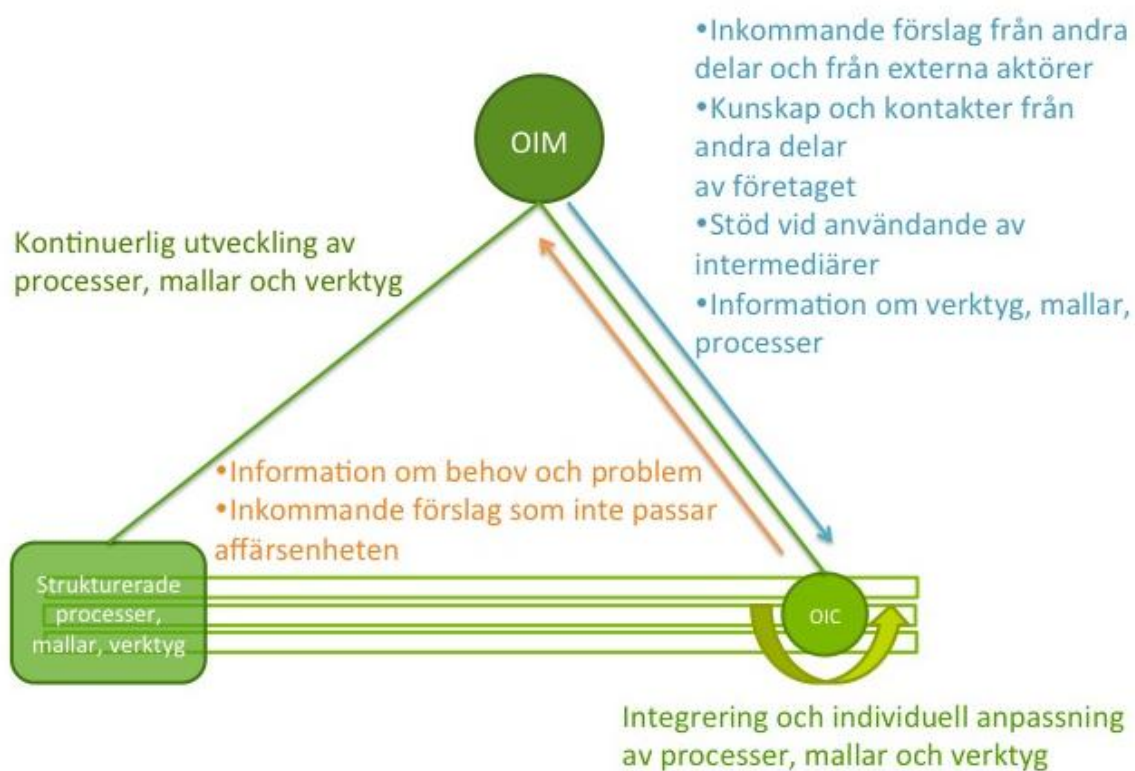 •Inkommande förslag från andra
delar och från externa aktörer
•Kunskap och kontakter från
andra delar
av företaget
•Stöd vid användande av
intermediärer
•Information om verktyg, mallar,
processer
OIM
Kontinuerlig utveckling av
processer, mallar och verktyg
•Information om behov och problem
•Inkommande förslag som inte passar
affärsenheten
Strukturerade
processer,
mallar, verktyg
OIC
Integrering och individuell anpassning
av processer, mallar och verktyg